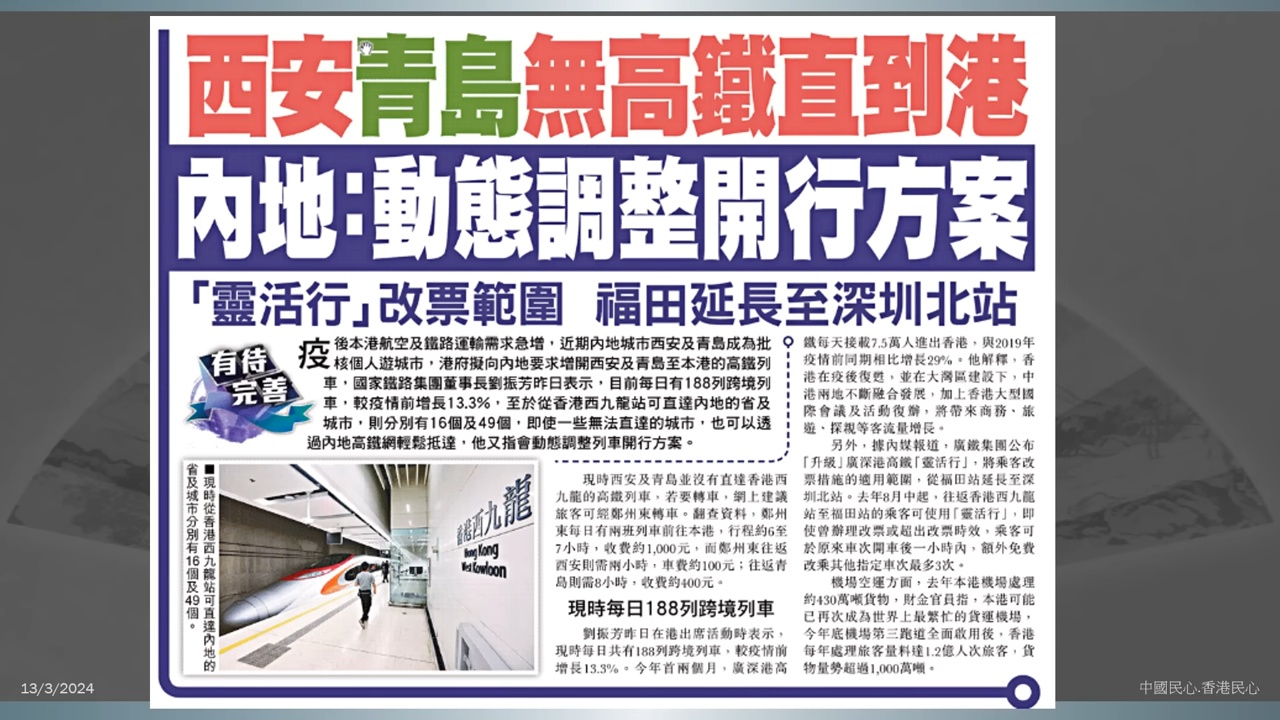 西安青島無高鐵直到港
內地:動態調整開行方案
「靈活行」改票範圍 福田延長至深圳北站
有待
完善
疫後本港航空及鐵路運輸需求急增，近期內地城市西安及青島成為批
核個人遊城市，港府擬向內地要求增開西安及青島至本港的高鐵列
車，國家鐵路集團董事長劉振芳昨日表示，目前每日有188列跨境列
車，較疫情前增長13.3%，至於從香港西九龍站可直達內地的省及
城市，則分別有16個及49個，即使一些無法直達的城市，也可以透
過內地高鐵網輕鬆抵達，他又指會動態調整列車開行方案。
■現時從香港西九龍站可直達內地的
省及城市分別有16個及49個。
香港西九龍
Hong Kong
West Kowloon
現時西安及青島並沒有直達香港西
九龍的高鐵列車，若要轉車，網上建議
旅客可經鄭州東轉車。翻查資料，鄭州
東每日有兩班列車前往本港，行程約6至
7小時，收費約1,000元，而鄭州東往返
西安則需兩小時，車費約100元；往返青
島則需8小時，收費約400元。
現時每日188列跨境列車
劉振芳昨日在港出席活動時表示，
現時每日共有188列跨境列車，較疫情前
增長13.3%。今年首兩個月，廣深港高
鐵每天接載7.5萬人進出香港，與2019年
疫情前同期相比增長29%。他解釋，香
港在疫後復甦，並在大灣區建設下，中
港兩地不斷融合發展，加上香港大型國
際會議及活動復辦，將帶來商務、旅
遊、探親等客流量增長。
另外，據內媒報道，廣鐵集團公布
「升級」廣深港高鐵「靈活行」，將乘客改
票措施的適用範圍，從福田站延長至深
圳北站。去年8月中起，往返香港西九龍
站至福田站的乘客可使用「靈活行」，即
使曾辦理改票或超出改票時效，乘客可
於原來車次開車後一小時內，額外免費
改乘其他指定車次最多3次。
機場空運方面，去年本港機場處理
約430萬噸貨物，財金官員指，本港可能
已再次成為世界上最繁忙的貨運機場，
今年底機場第三跑道全面啟用後，香港
每年處理旅客量料達1.2億人次旅客，貨
物量勢超過1,000萬噸。
13/3/2024
中國民心.香港民心